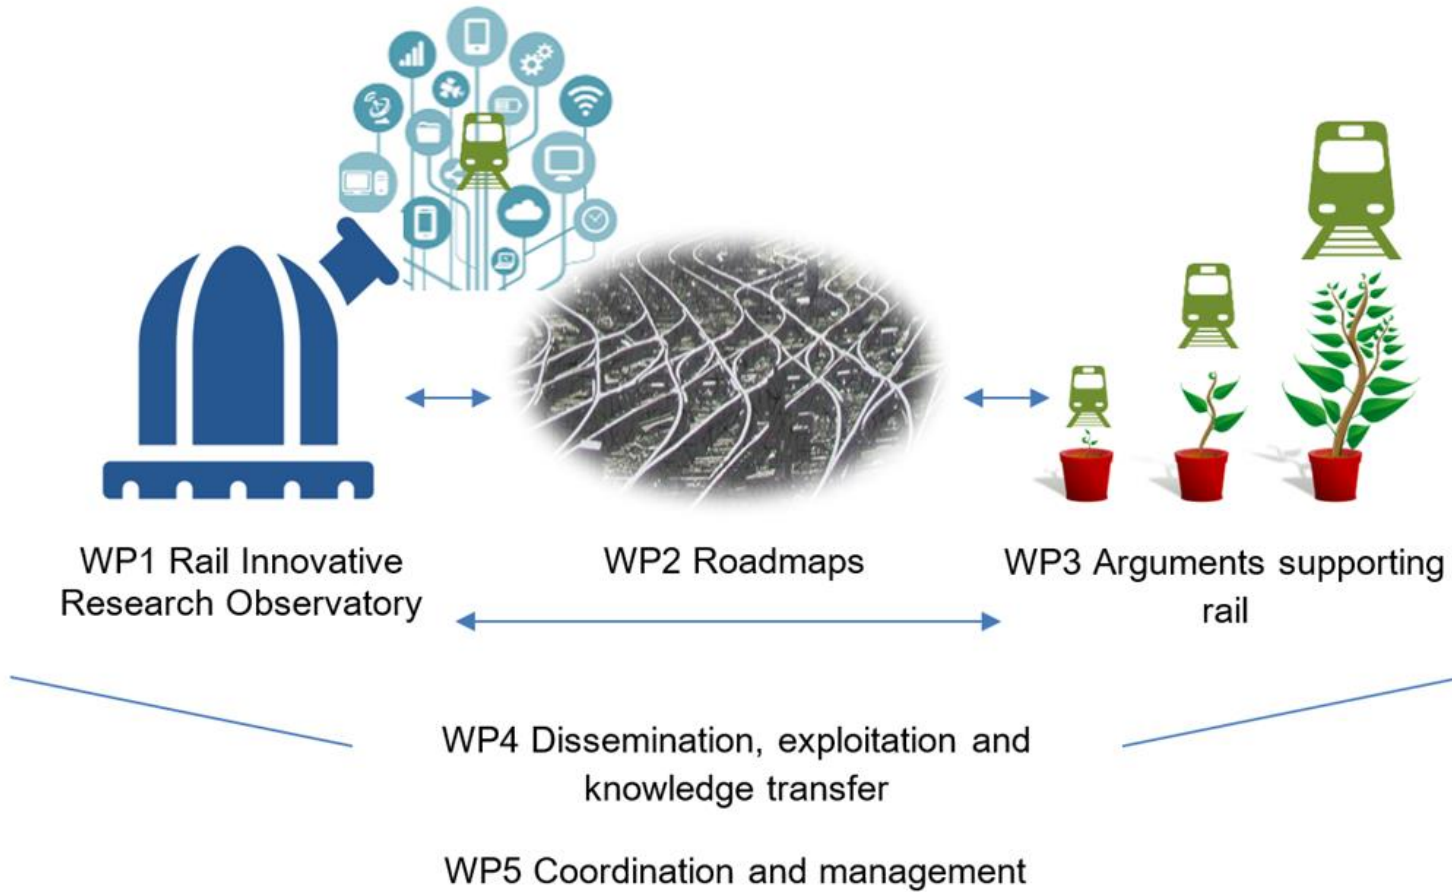 WP1 Rail Innovative
Research Observatory
WP2 Roadmaps
WP3 Arguments supporting
rail
WP4 Dissemination, exploitation and
knowledge transfer
WP5 Coordination and management